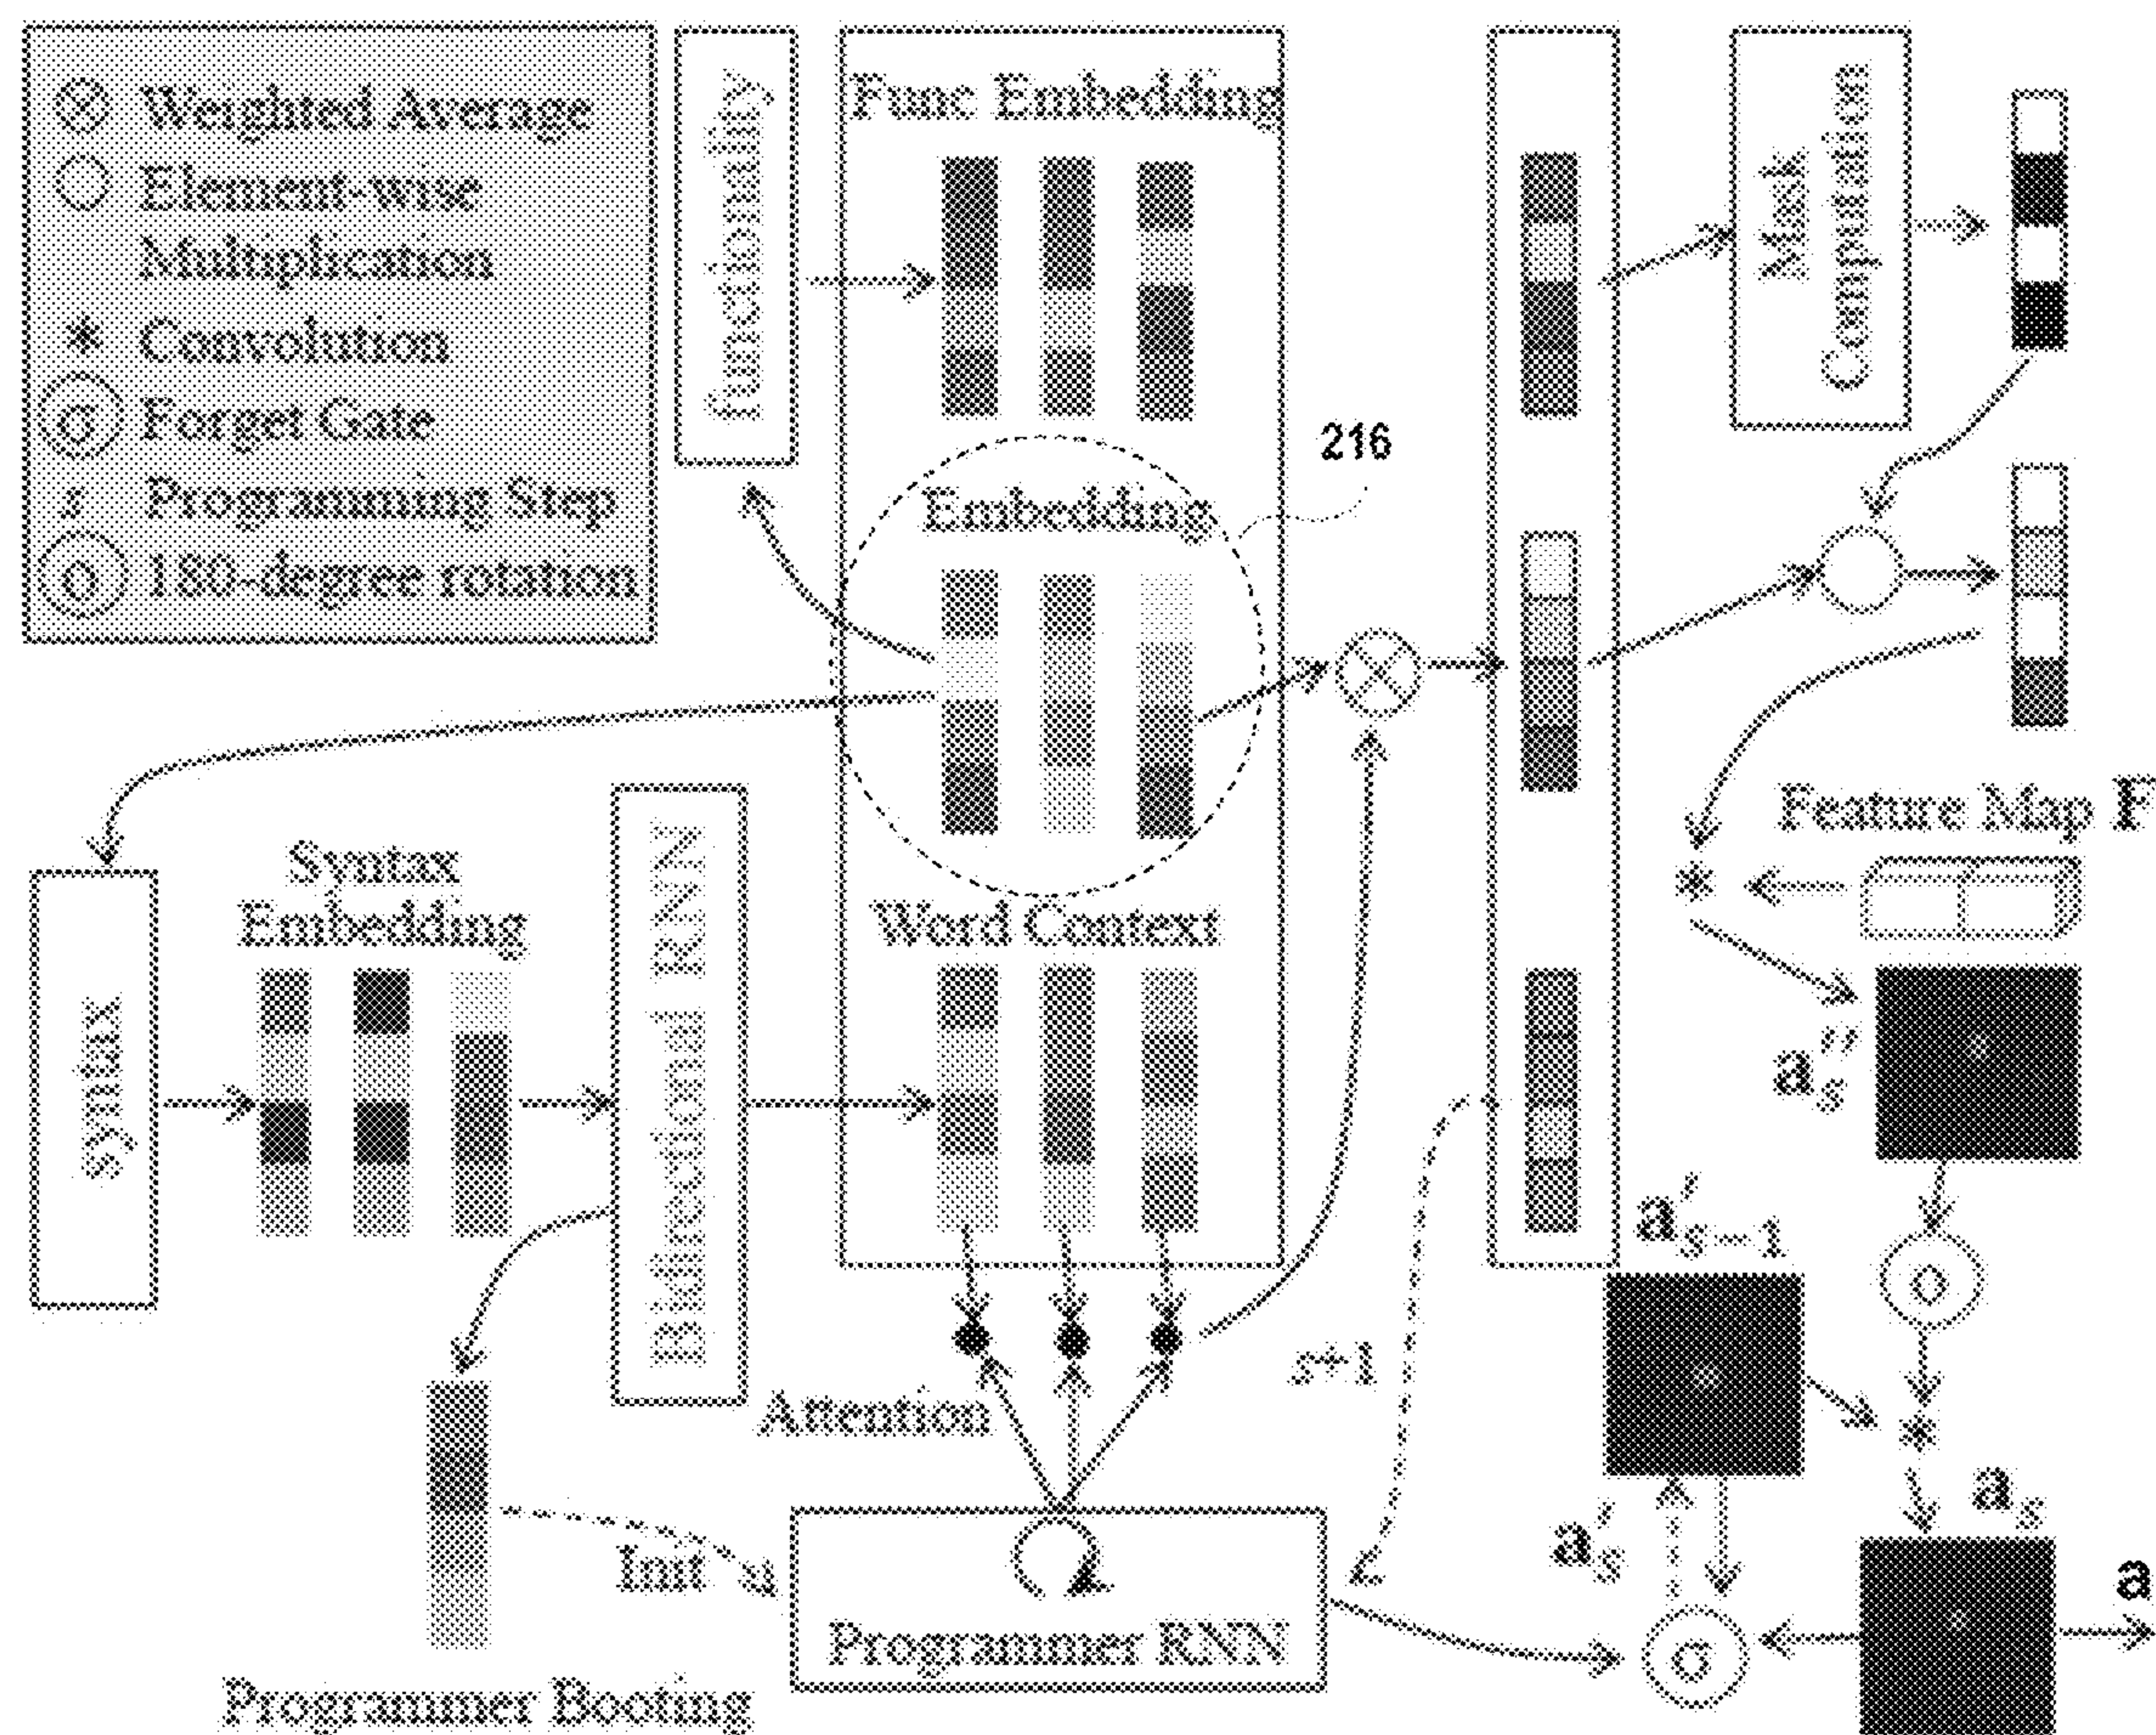 Weighted Average
Element-wise
Multiplication
* Convolution
σ Forget Gate
s Programming Step
o 180-degree rotation
functionality
Func Embedding
Mask
Computation
216
Embedding
Feature Map F
*
Syntax
Embedding
syntax
Bidirectional RNN
Word Context
a''s
a's−1
o
Attention
s+1
*
as
a's
a
Init
σ
Programmer RNN
Programmer Booting